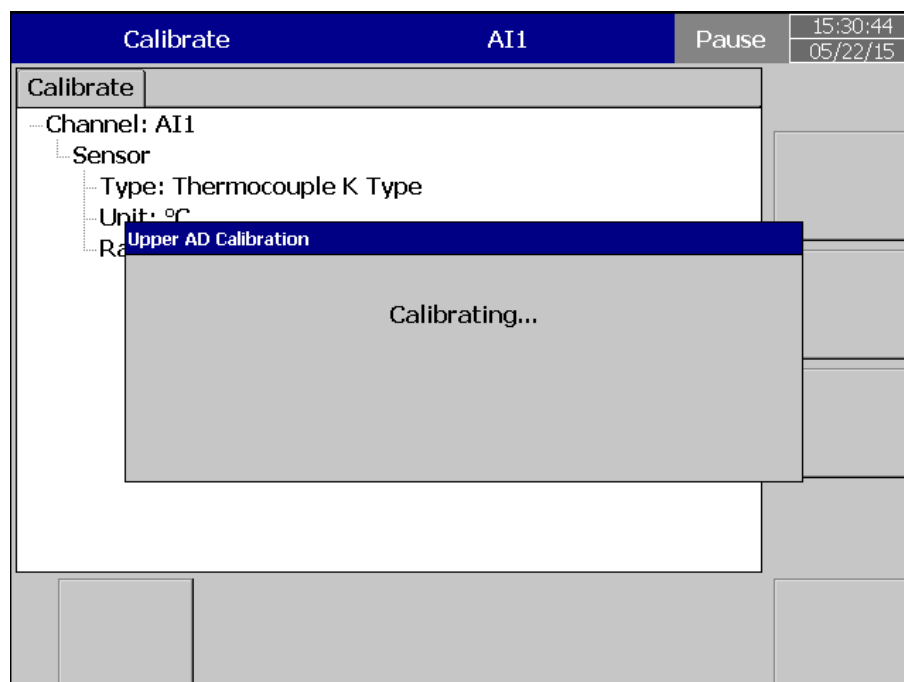 Calibrate AI1 Pause 15:30:44
05/22/15
Calibrate
Channel: AI1
Sensor
Type: Thermocouple K Type
Unit: °C
Ra
Upper AD Calibration
Calibrating...